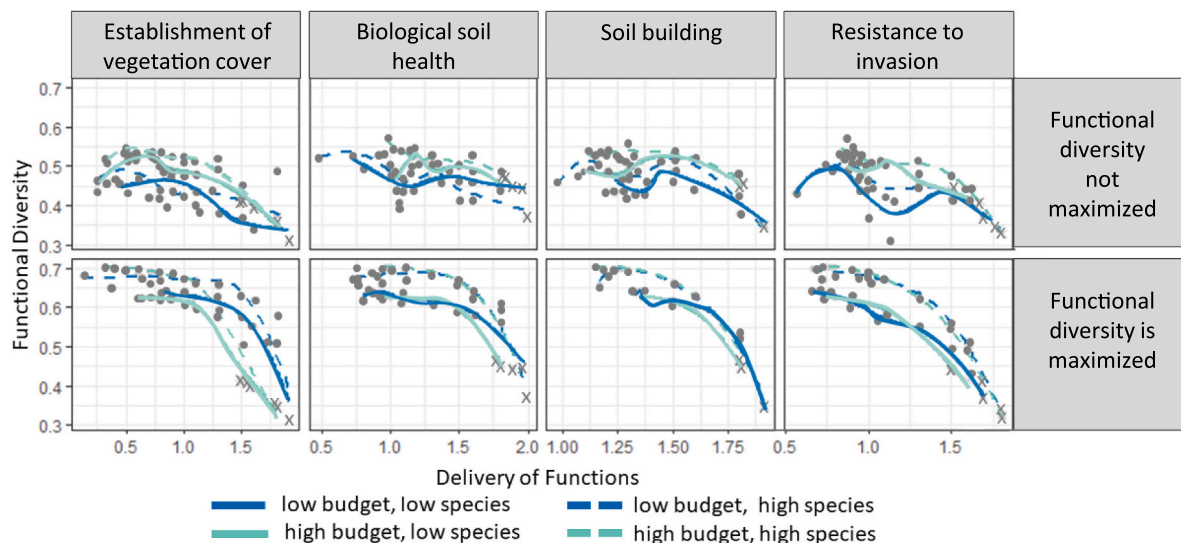 Establishment of
vegetation cover
Biological soil
health
Soil building
Resistance to
invasion
Functional Diversity
0.7
0.6
0.5
0.4
0.3
Functional
diversity
not
maximized
0.7
0.6
0.5
0.4
0.3
Functional
diversity is
maximized
0.5 1.0 1.5
0.5 1.0 1.5 2.0
1.00 1.25 1.50 1.75
0.5 1.0 1.5
Delivery of Functions
low budget, low species
low budget, high species
high budget, low species
high budget, high species